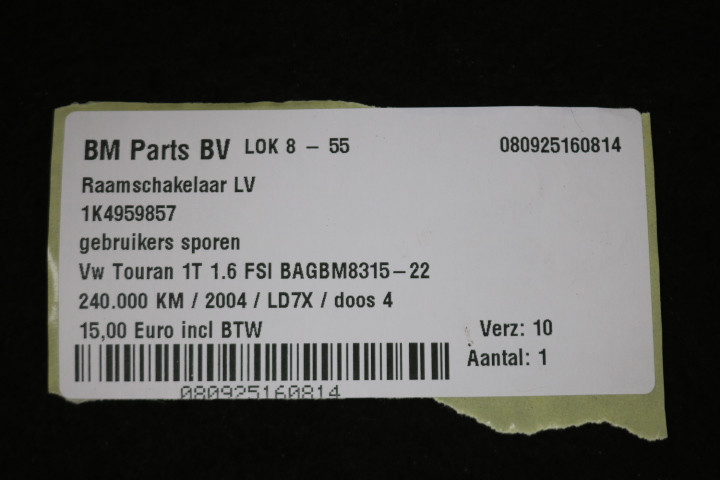 BM Parts BV LOK 8 - 55 080925160814
Raamschakelaar LV
1K4959857
gebruikers sporen
Vw Touran 1T 1.6 FSI BAGBM8315-22
240.000 KM / 2004 / LD7X / doos 4
15,00 Euro incl BTW Verz: 10
Aantal: 1
080925160814